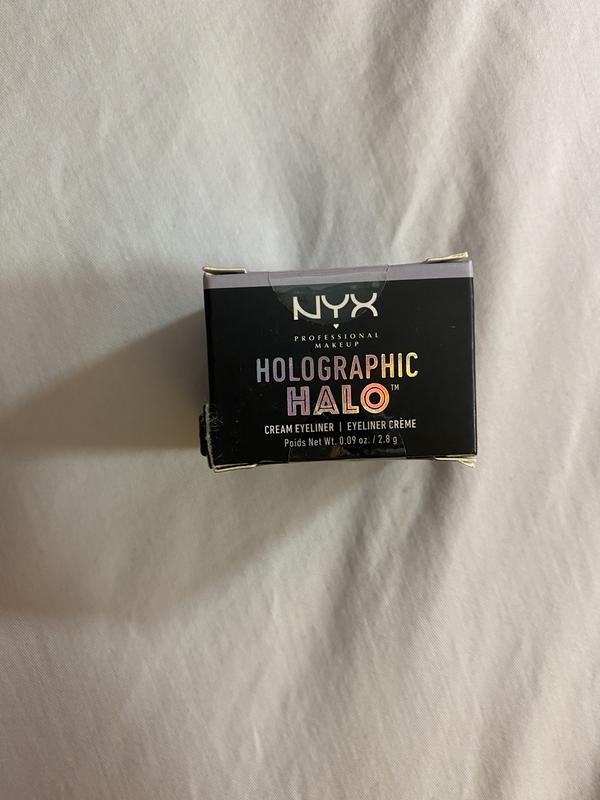 NYX
PROFESSIONAL
MAKEUP
HOLOGRAPHIC
HALO™
CREAM EYELINER | EYELINER CRÈME
Poids Net Wt. 0.09 oz. / 2.8 g